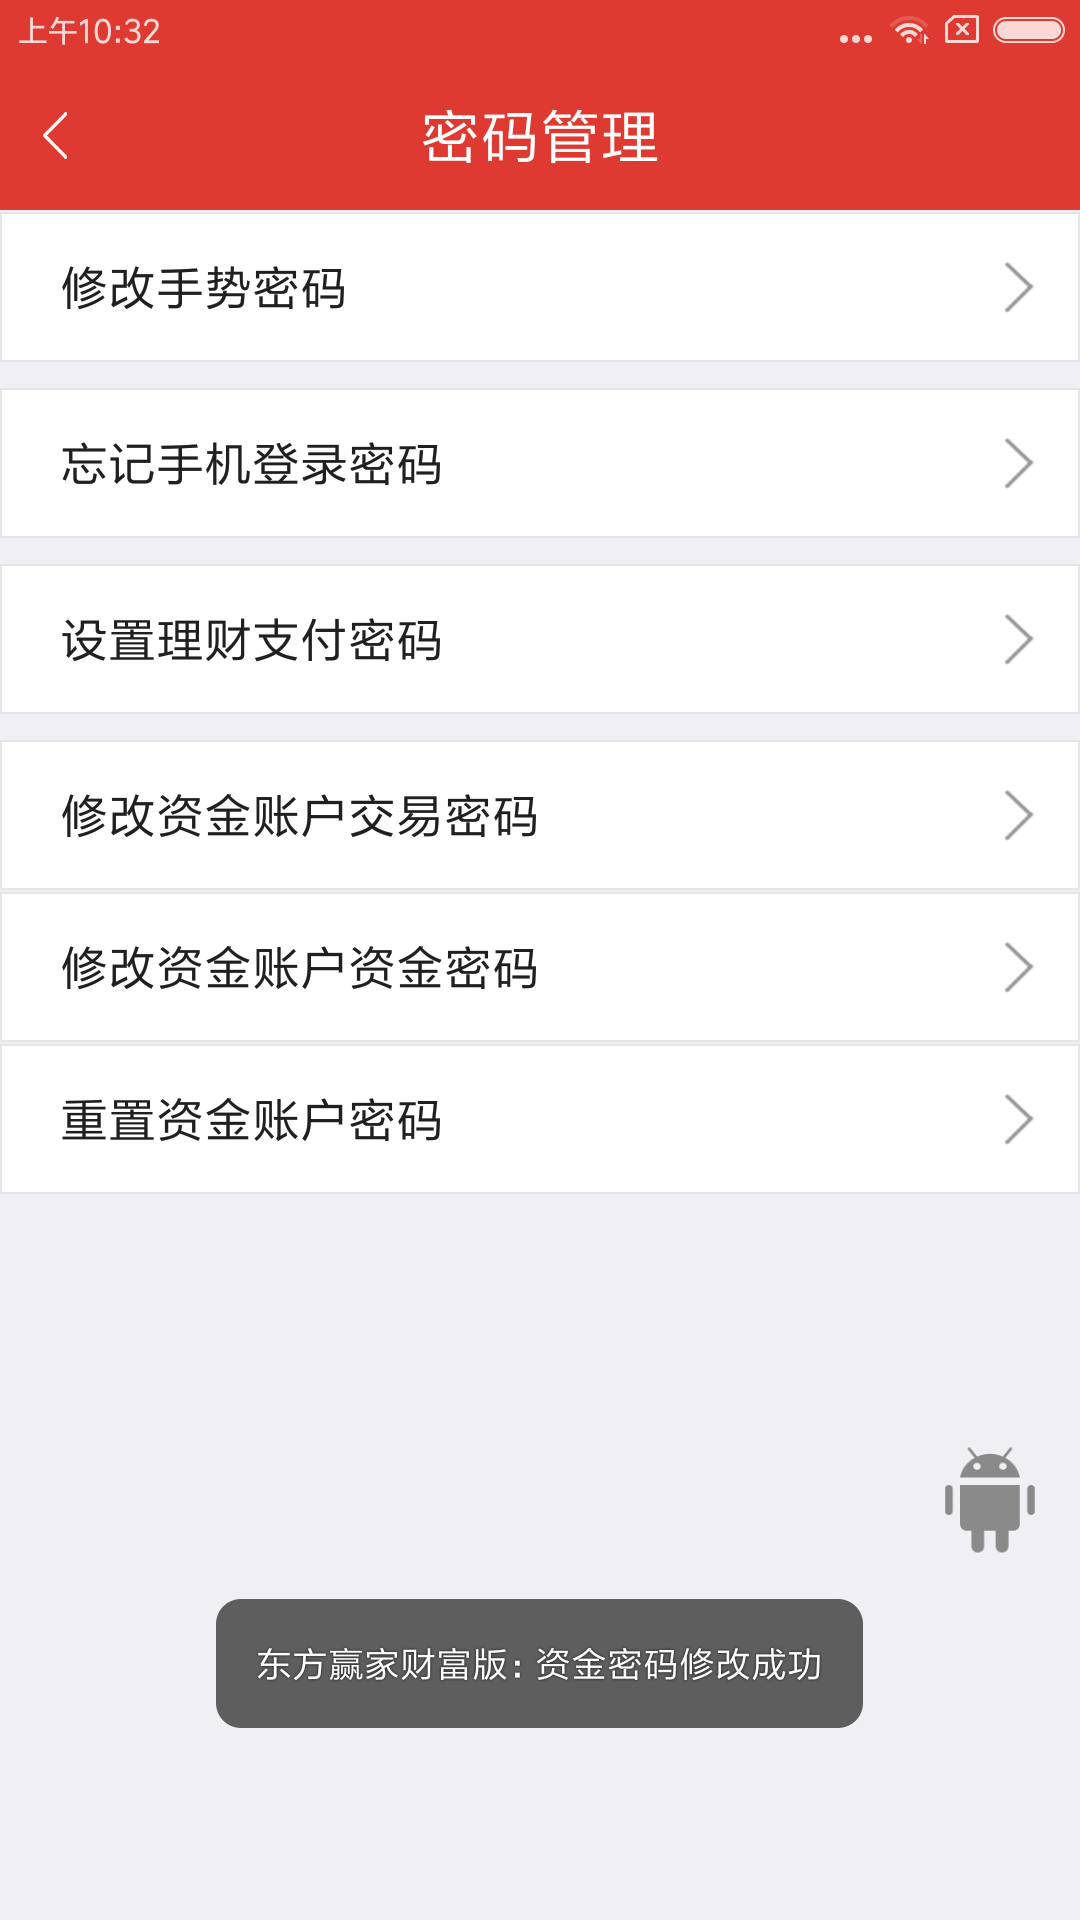 上午10:32
密码管理
修改手势密码
忘记手机登录密码
设置理财支付密码
修改资金账户交易密码
修改资金账户资金密码
重置资金账户密码
东方赢家财富版：资金密码修改成功